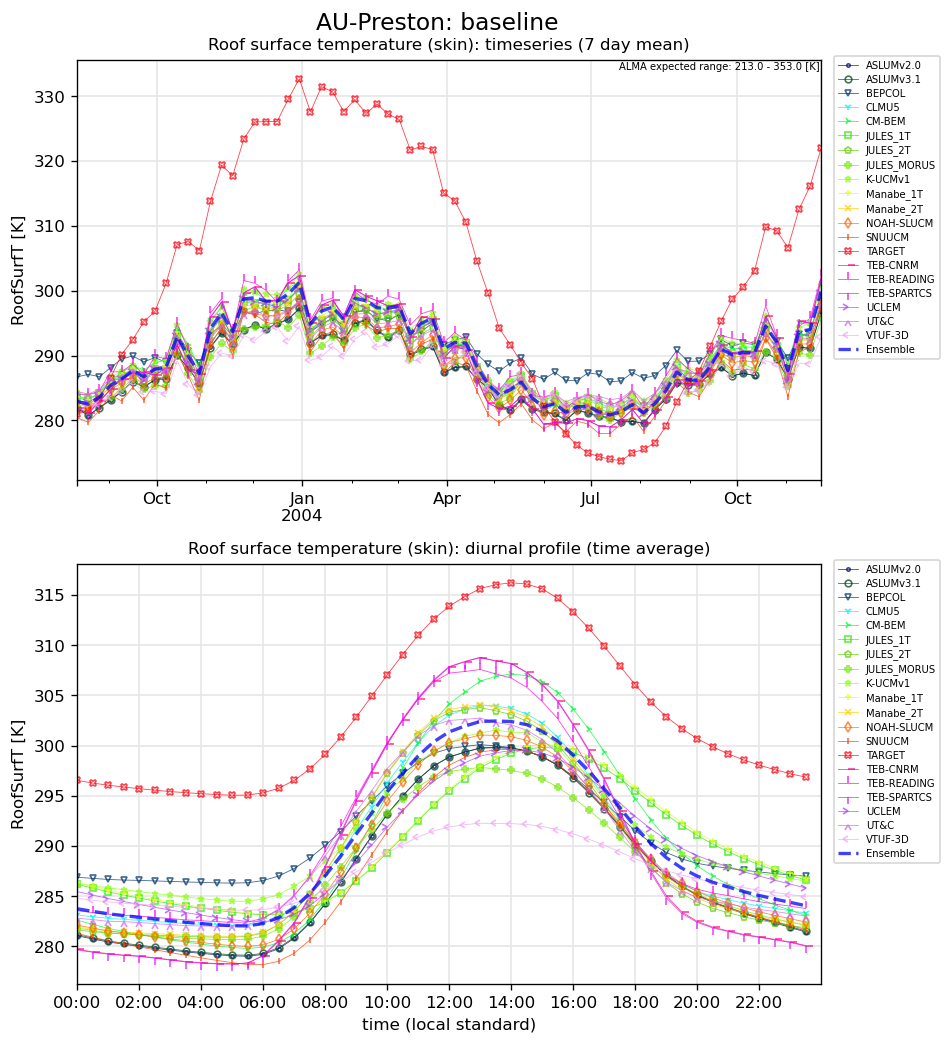 AU-Preston: baseline
Roof surface temperature (skin): timeseries (7 day mean)
ALMA expected range: 213.0 - 353.0 [K]
RoofSurfT [K]
330
320
310
300
290
280
Oct
Jan
2004
Apr
Jul
Oct
ASLUMv2.0
ASLUMv3.1
BEPCOL
CLMU5
CM-BEM
JULES_1T
JULES_2T
JULES_MORUS
K-UCMv1
Manabe_1T
Manabe_2T
NOAH-SLUCM
SNUUCM
TARGET
TEB-CNRM
TEB-READING
TEB-SPARTCS
UCLEM
UT&C
VTUF-3D
Ensemble
Roof surface temperature (skin): diurnal profile (time average)
RoofSurfT [K]
315
310
305
300
295
290
285
280
00:00 02:00 04:00 06:00 08:00 10:00 12:00 14:00 16:00 18:00 20:00 22:00
time (local standard)
ASLUMv2.0
ASLUMv3.1
BEPCOL
CLMU5
CM-BEM
JULES_1T
JULES_2T
JULES_MORUS
K-UCMv1
Manabe_1T
Manabe_2T
NOAH-SLUCM
SNUUCM
TARGET
TEB-CNRM
TEB-READING
TEB-SPARTCS
UCLEM
UT&C
VTUF-3D
Ensemble